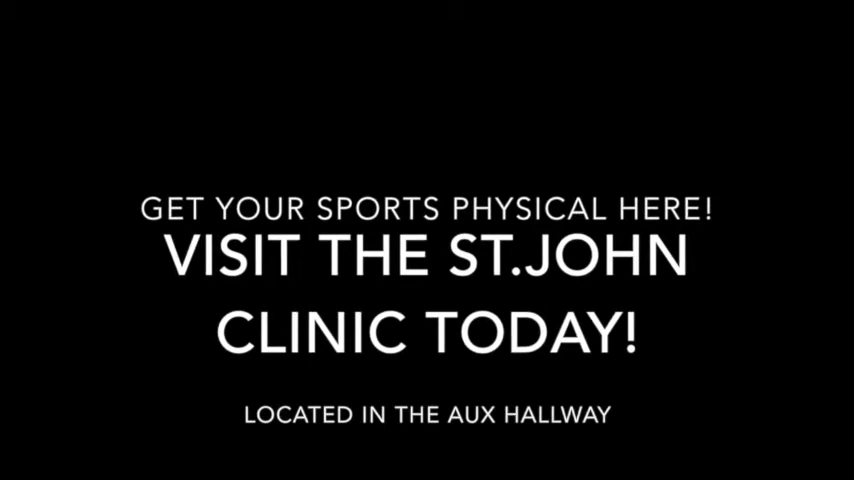 GET YOUR SPORTS PHYSICAL HERE!
VISIT THE ST.JOHN
CLINIC TODAY!
LOCATED IN THE AUX HALLWAY